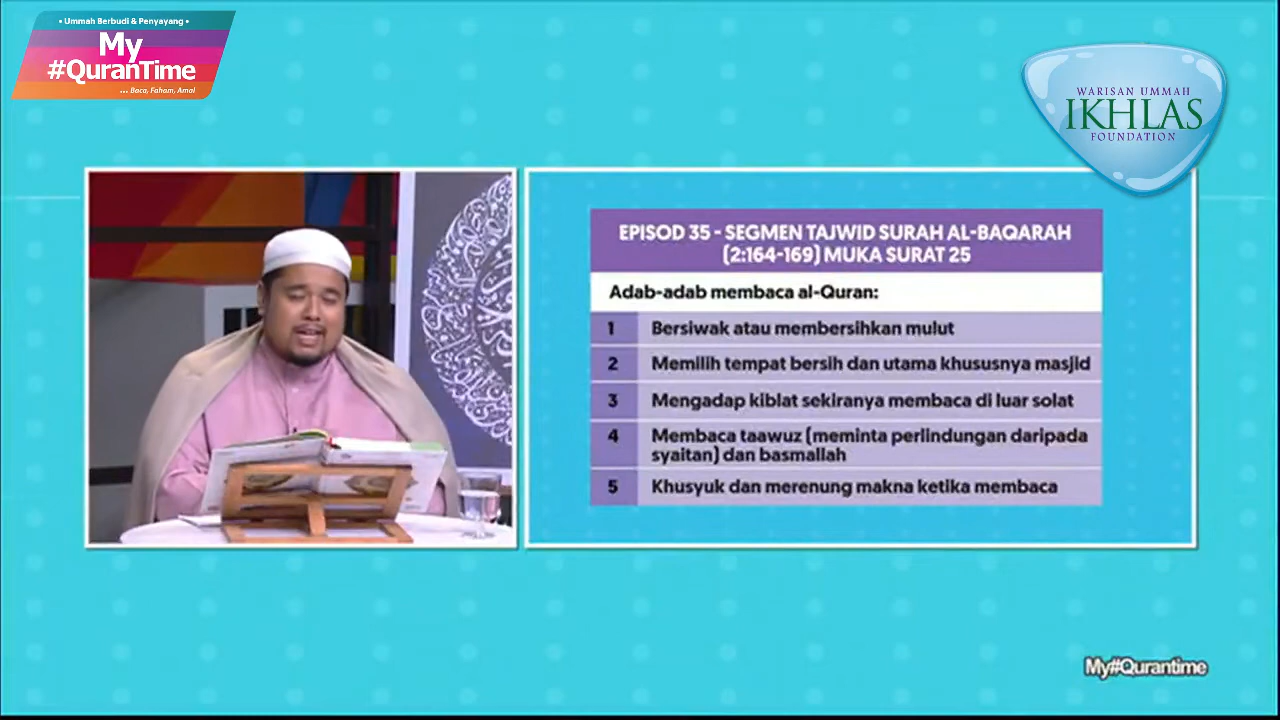 • Ummah Berbudi & Penyayang •
My
#QuranTime
... Baca, Faham, Amal
WARISAN UMMAH
IKHLAS
FOUNDATION
EPISOD 35 - SEGMEN TAJWID SURAH AL-BAQARAH
(2:164-169) MUKA SURAT 25
Adab-adab membaca al-Quran:
1 Bersiwak atau membersihkan mulut
2 Memilih tempat bersih dan utama khususnya masjid
3 Mengadap kiblat sekiranya membaca di luar solat
4 Membaca taawuz (meminta perlindungan daripada
syaitan) dan basmallah
5 Khusyuk dan merenung makna ketika membaca
My#Qurantime